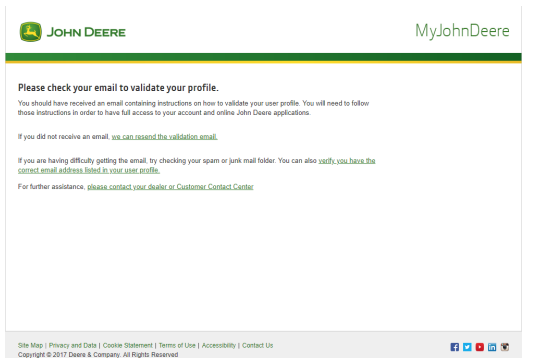 JOHN DEERE
MyJohnDeere
Please check your email to validate your profile.
You should have received an email containing instructions on how to validate your user profile. You will need to follow
those instructions in order to have full access to your account and online John Deere applications.
If you did not receive an email, we can resend the validation email.
If you are having difficulty getting the email, try checking your spam or junk mail folder. You can also verify you have the
correct email address listed in your user profile.
For further assistance, please contact your dealer or Customer Contact Center
Site Map | Privacy and Data | Cookie Statement | Terms of Use | Accessibility | Contact Us
Copyright © 2017 Deere & Company. All Rights Reserved